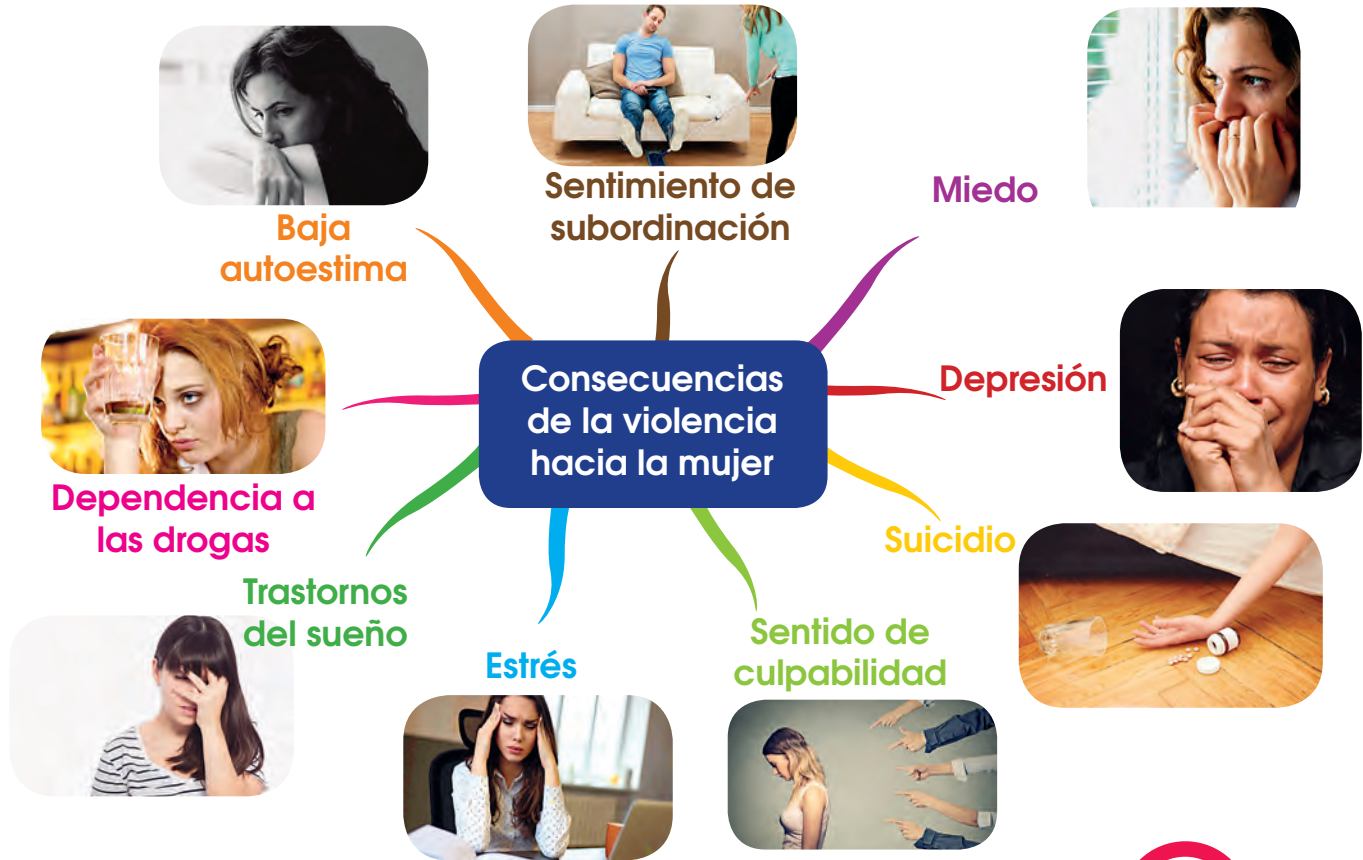 Sentimiento de
subordinación
Miedo
Baja
autoestima
Consecuencias
de la violencia
hacia la mujer
Depresión
Dependencia a
las drogas
Suicidio
Trastornos
del sueño
Sentido de
culpabilidad
Estrés